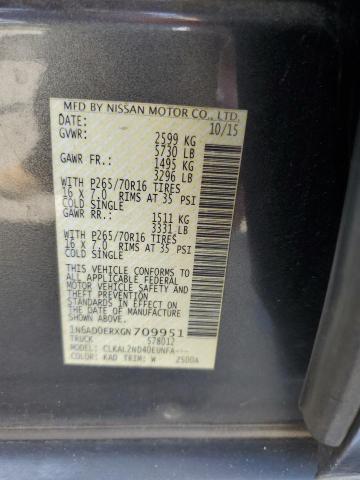 MFD BY NISSAN MOTOR CO., LTD.
DATE: 10/15
GVWR: 2599 KG
5730 LB
GAWR FR.: 1495 KG
3296 LB
WITH P265/70R16 TIRES
16 X 7.0 RIMS AT 35 PSI
COLD SINGLE
GAWR RR.: 1511 KG
3331 LB
WITH P265/70R16 TIRES
16 X 7.0 RIMS AT 35 PSI
COLD SINGLE
THIS VEHICLE CONFORMS TO
ALL APPLICABLE FEDERAL
MOTOR VEHICLE SAFETY
STANDARDS IN EFFECT ON
THE DATE OF MANUFACTURE
SHOWN ABOVE.
1N6AD0ERXGN709951
TRUCK 578012
MODEL: CLKAL2ND40EUNFA---
COLOR: KAD TRIM: W 2500A